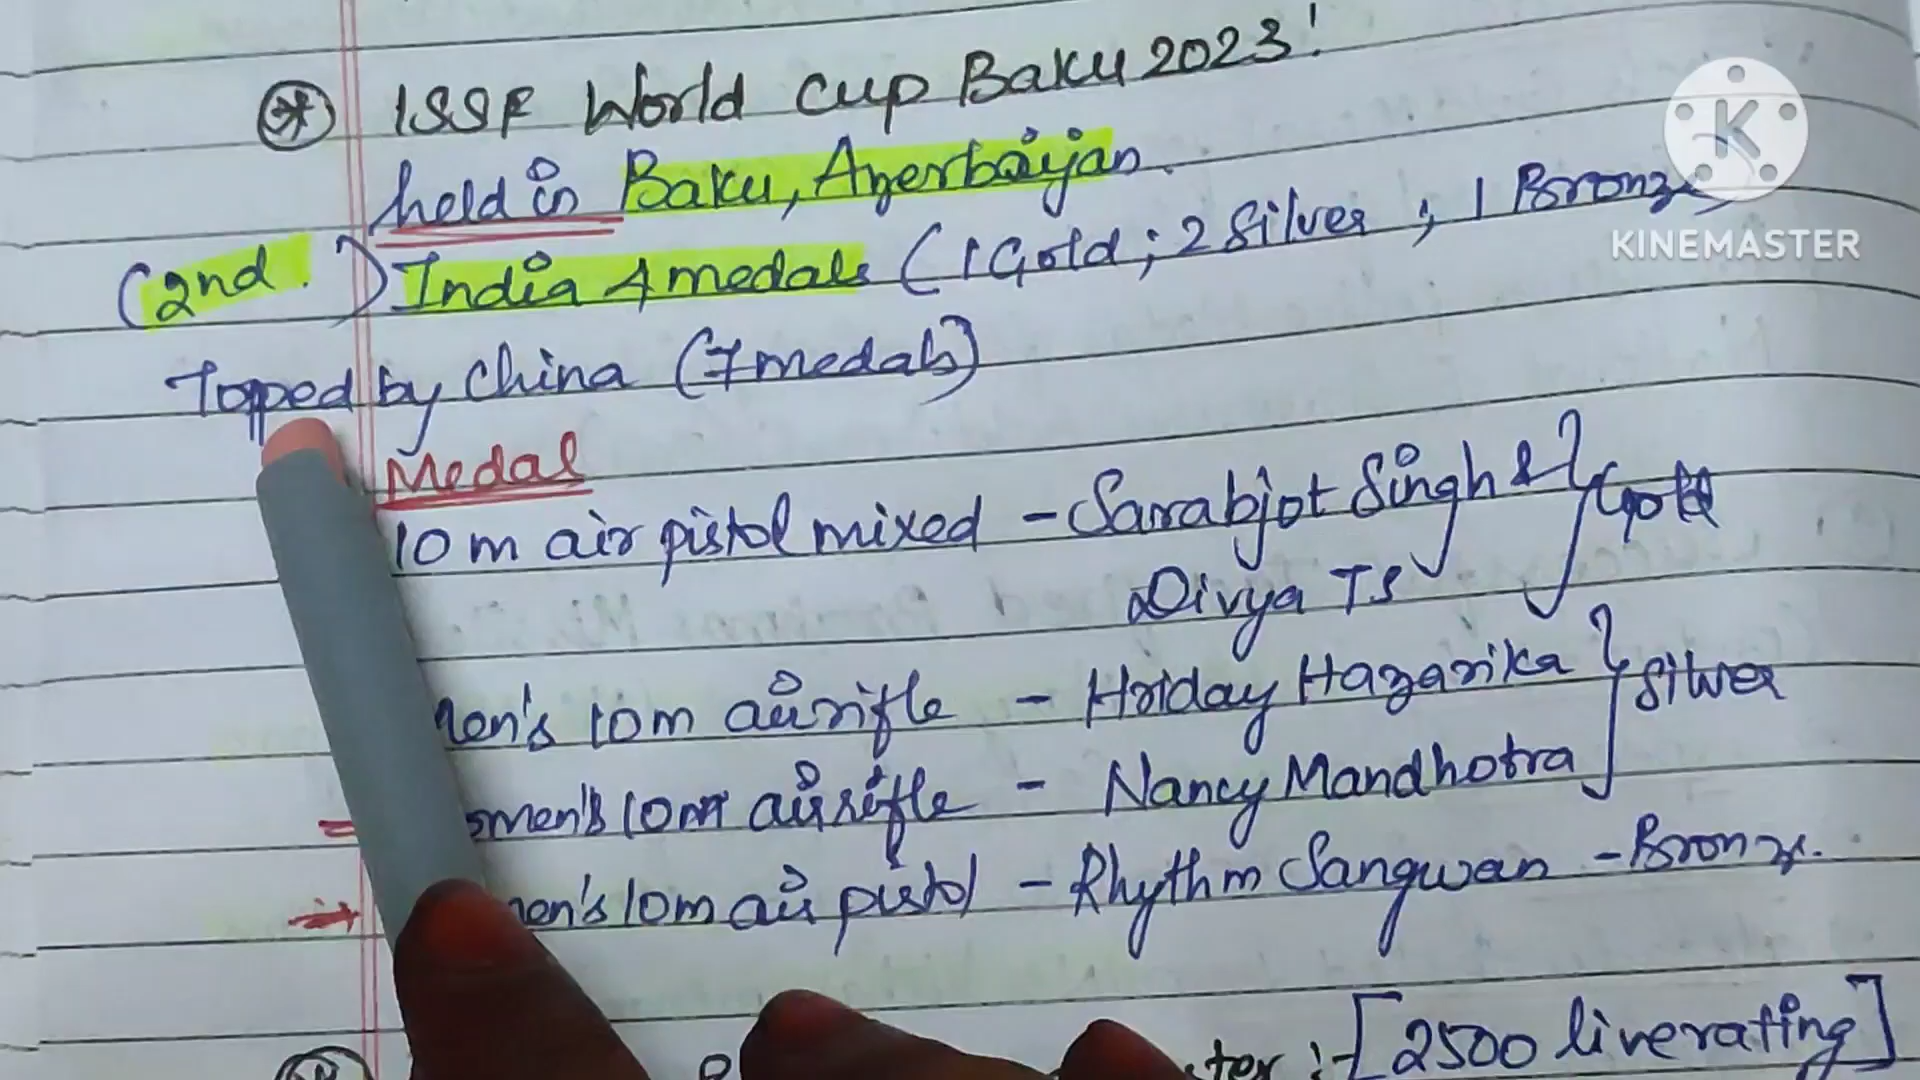 ISSF World Cup Baku 2023!
held in Baku, Azerbaijan.
(2nd.) India 4 medals (1 Gold; 2 Silver, 1 Bronze)
Topped by China (7 medals)
Medal
10 m air pistol mixed - Sarabjot Singh & Gold
Divya TS
men's 10m air rifle - Hriday Hazarika
Silver
omen's 10m air rifle - Nancy Mandhotra
men's 10m air pistol - Rhythm Sangwan - Bronze.
ter :- [2500 live rating]
KINEMASTER